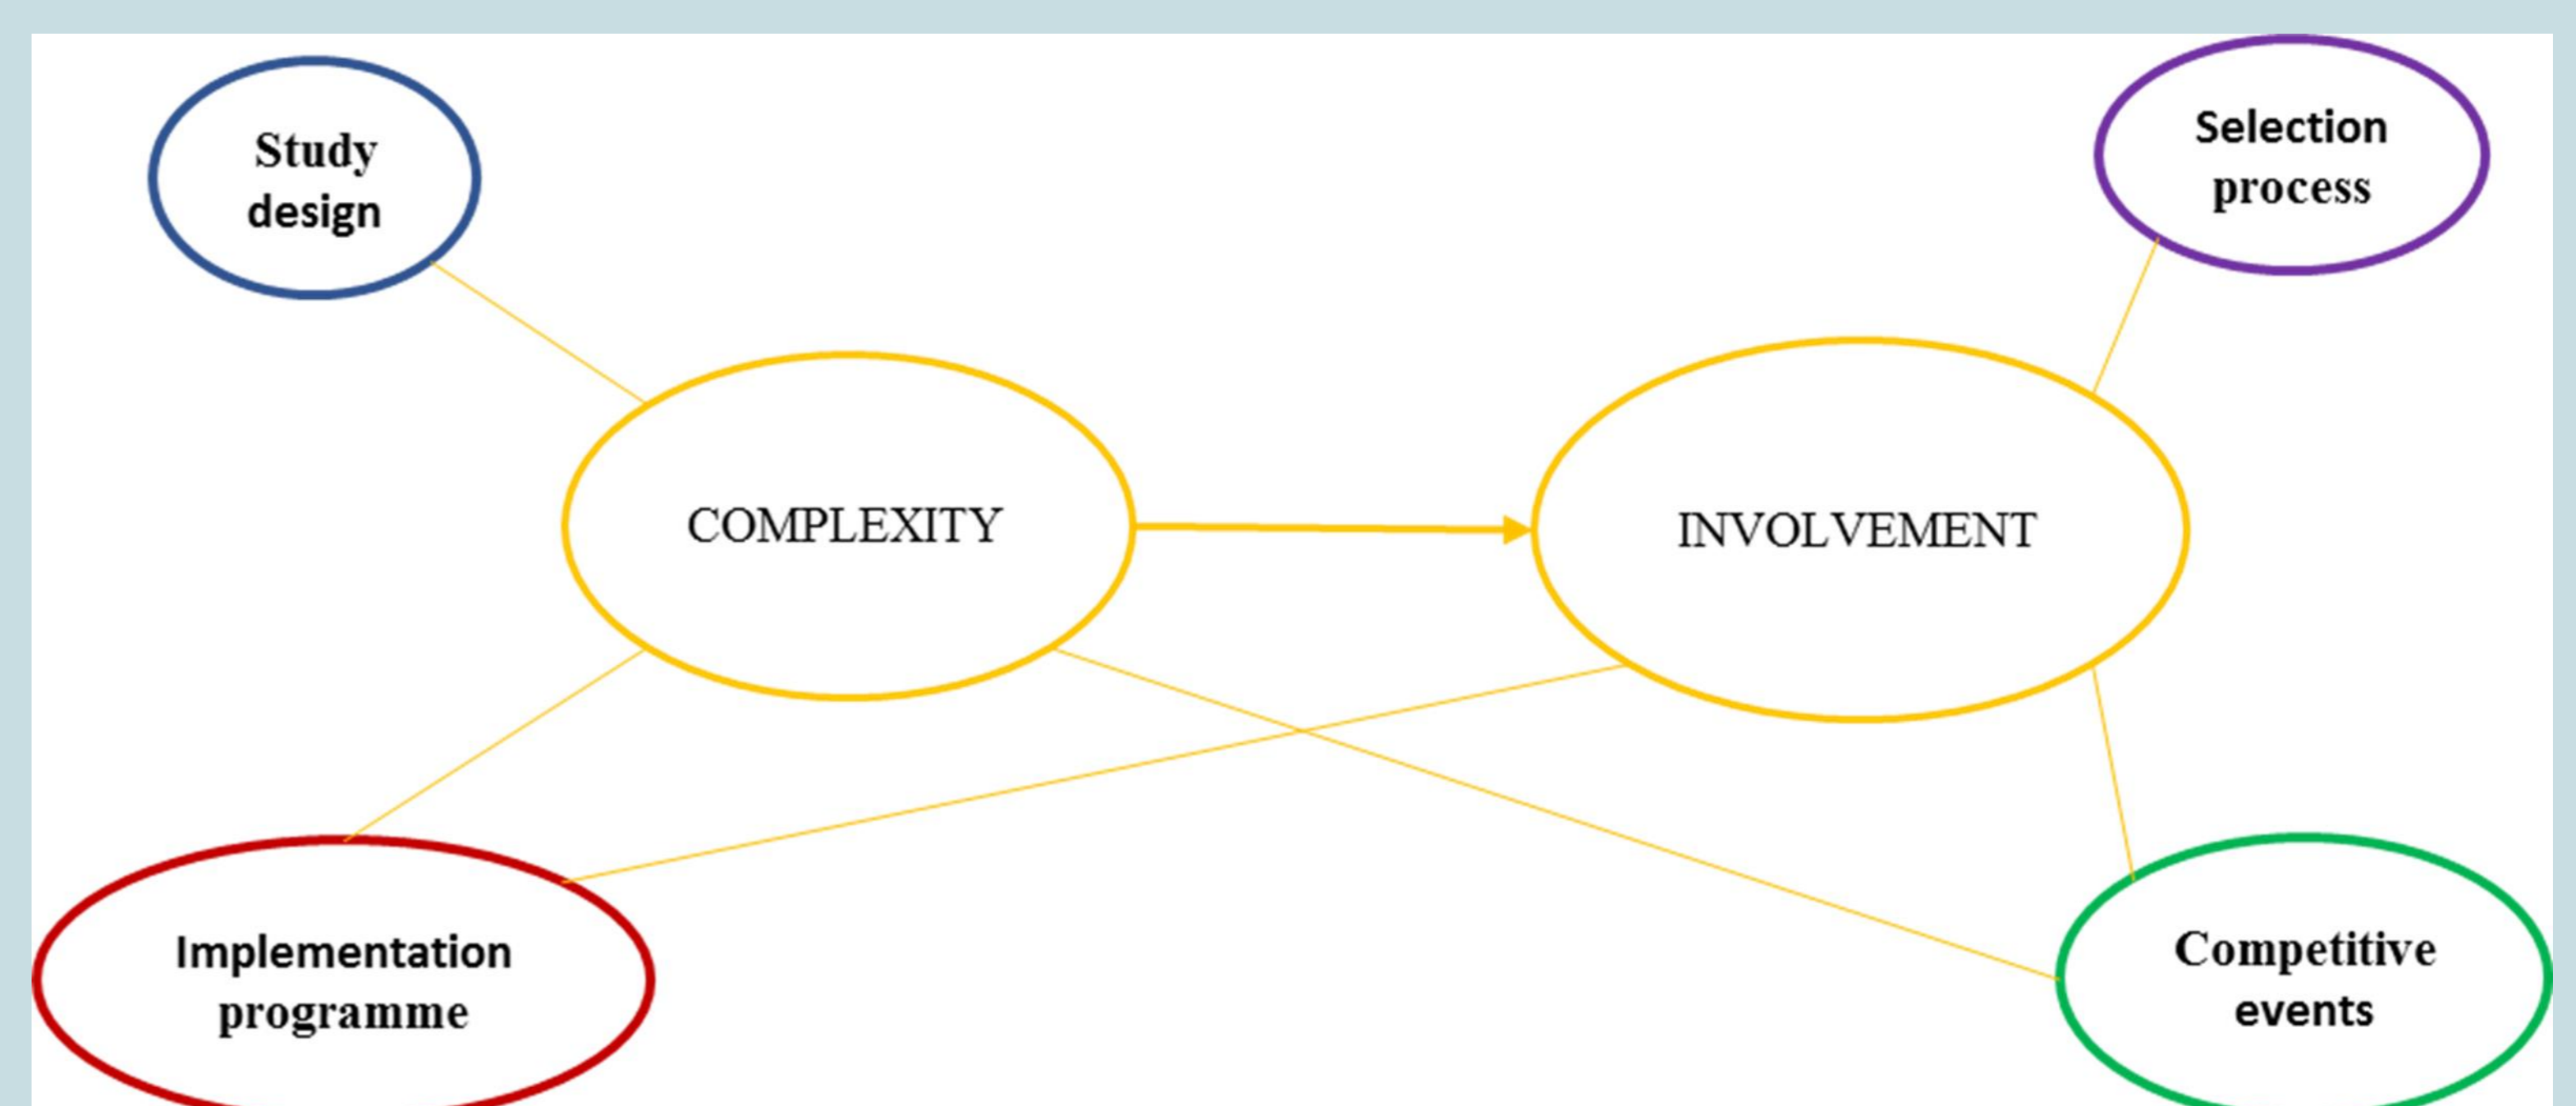 Study
design
Selection
process
COMPLEXITY
INVOLVEMENT
Implementation
programme
Competitive
events